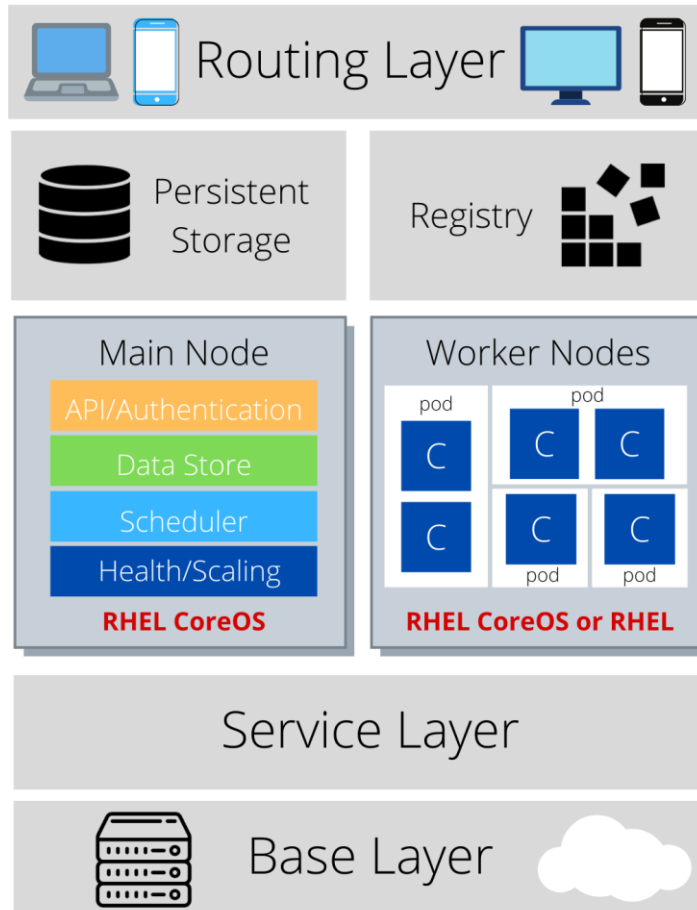 Routing Layer
Persistent
Storage
Registry
Main Node
API/Authentication
Data Store
Scheduler
Health/Scaling
RHEL CoreOS
Worker Nodes
pod
C
C
pod
C
C
C
pod
C
pod
RHEL CoreOS or RHEL
Service Layer
Base Layer